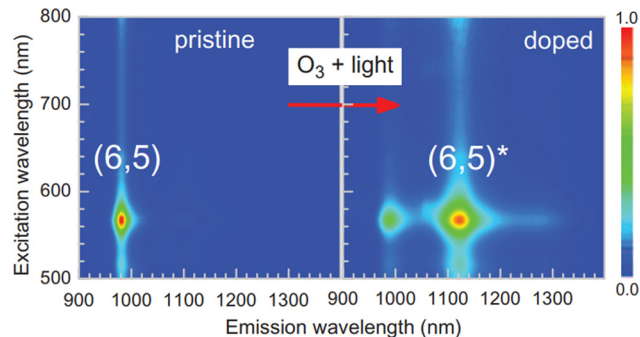 800
700
600
500
Excitation wavelength (nm)
pristine
(6,5)
O₃ + light
doped
(6,5)*
900 1000 1100 1200 1300 900 1000 1100 1200 1300
Emission wavelength (nm)
1.0
0.0